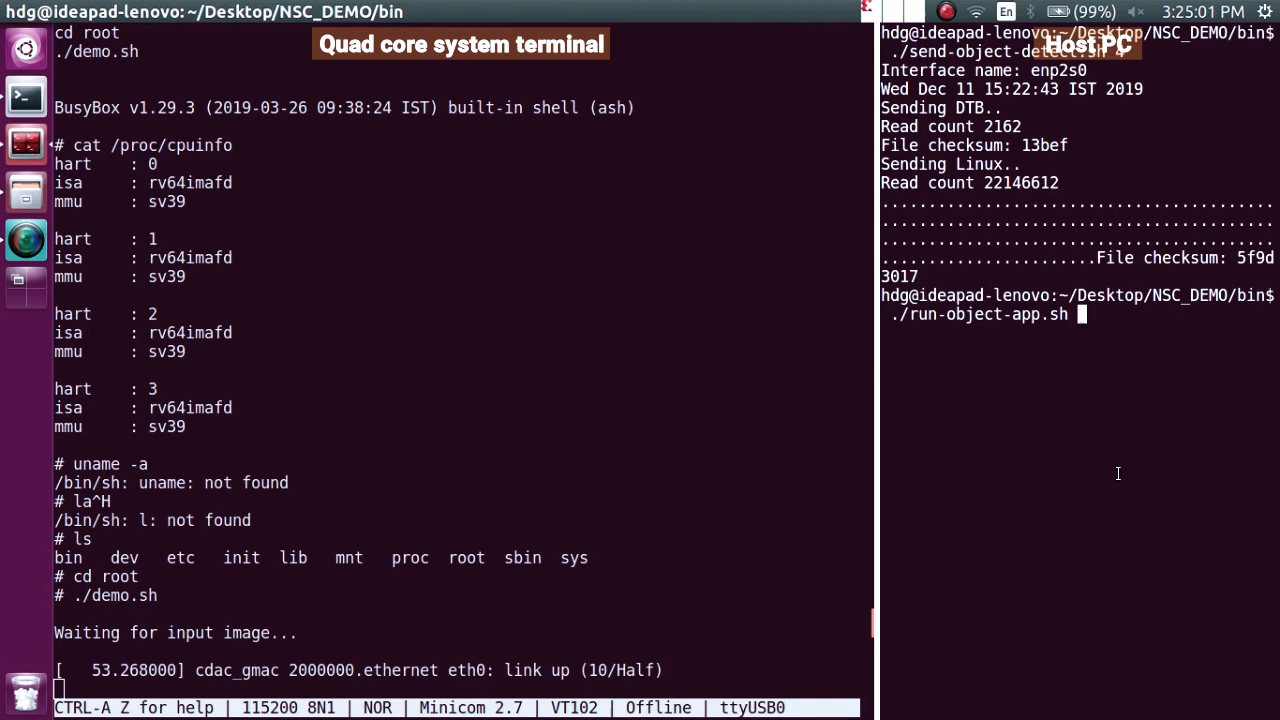 hdg@ideapad-lenovo: ~/Desktop/NSC_DEMO/bin
En
(99%)
3:25:01 PM
Quad core system terminal
cd root
./demo.sh
BusyBox v1.29.3 (2019-03-26 09:38:24 IST) built-in shell (ash)
# cat /proc/cpuinfo
hart : 0
isa : rv64imafd
mmu : sv39
hart : 1
isa : rv64imafd
mmu : sv39
hart : 2
isa : rv64imafd
mmu : sv39
hart : 3
isa : rv64imafd
mmu : sv39
# uname -a
/bin/sh: uname: not found
# la^H
/bin/sh: l: not found
# ls
bin dev etc init lib mnt proc root sbin sys
# cd root
# ./demo.sh
Waiting for input image...
[ 53.268000] cdac_gmac 2000000.ethernet eth0: link up (10/Half)
CTRL-A Z for help | 115200 8N1 | NOR | Minicom 2.7 | VT102 | Offline | ttyUSB0
Host PC
hdg@ideapad-lenovo:~/Desktop/NSC_DEMO/bin$
./send-object-detect.sh 4
Interface name: enp2s0
Wed Dec 11 15:22:43 IST 2019
Sending DTB..
Read count 2162
File checksum: 13bef
Sending Linux..
Read count 22146612
..........................................
..........................................
..........................................
.......................File checksum: 5f9d
3017
hdg@ideapad-lenovo:~/Desktop/NSC_DEMO/bin$
./run-object-app.sh